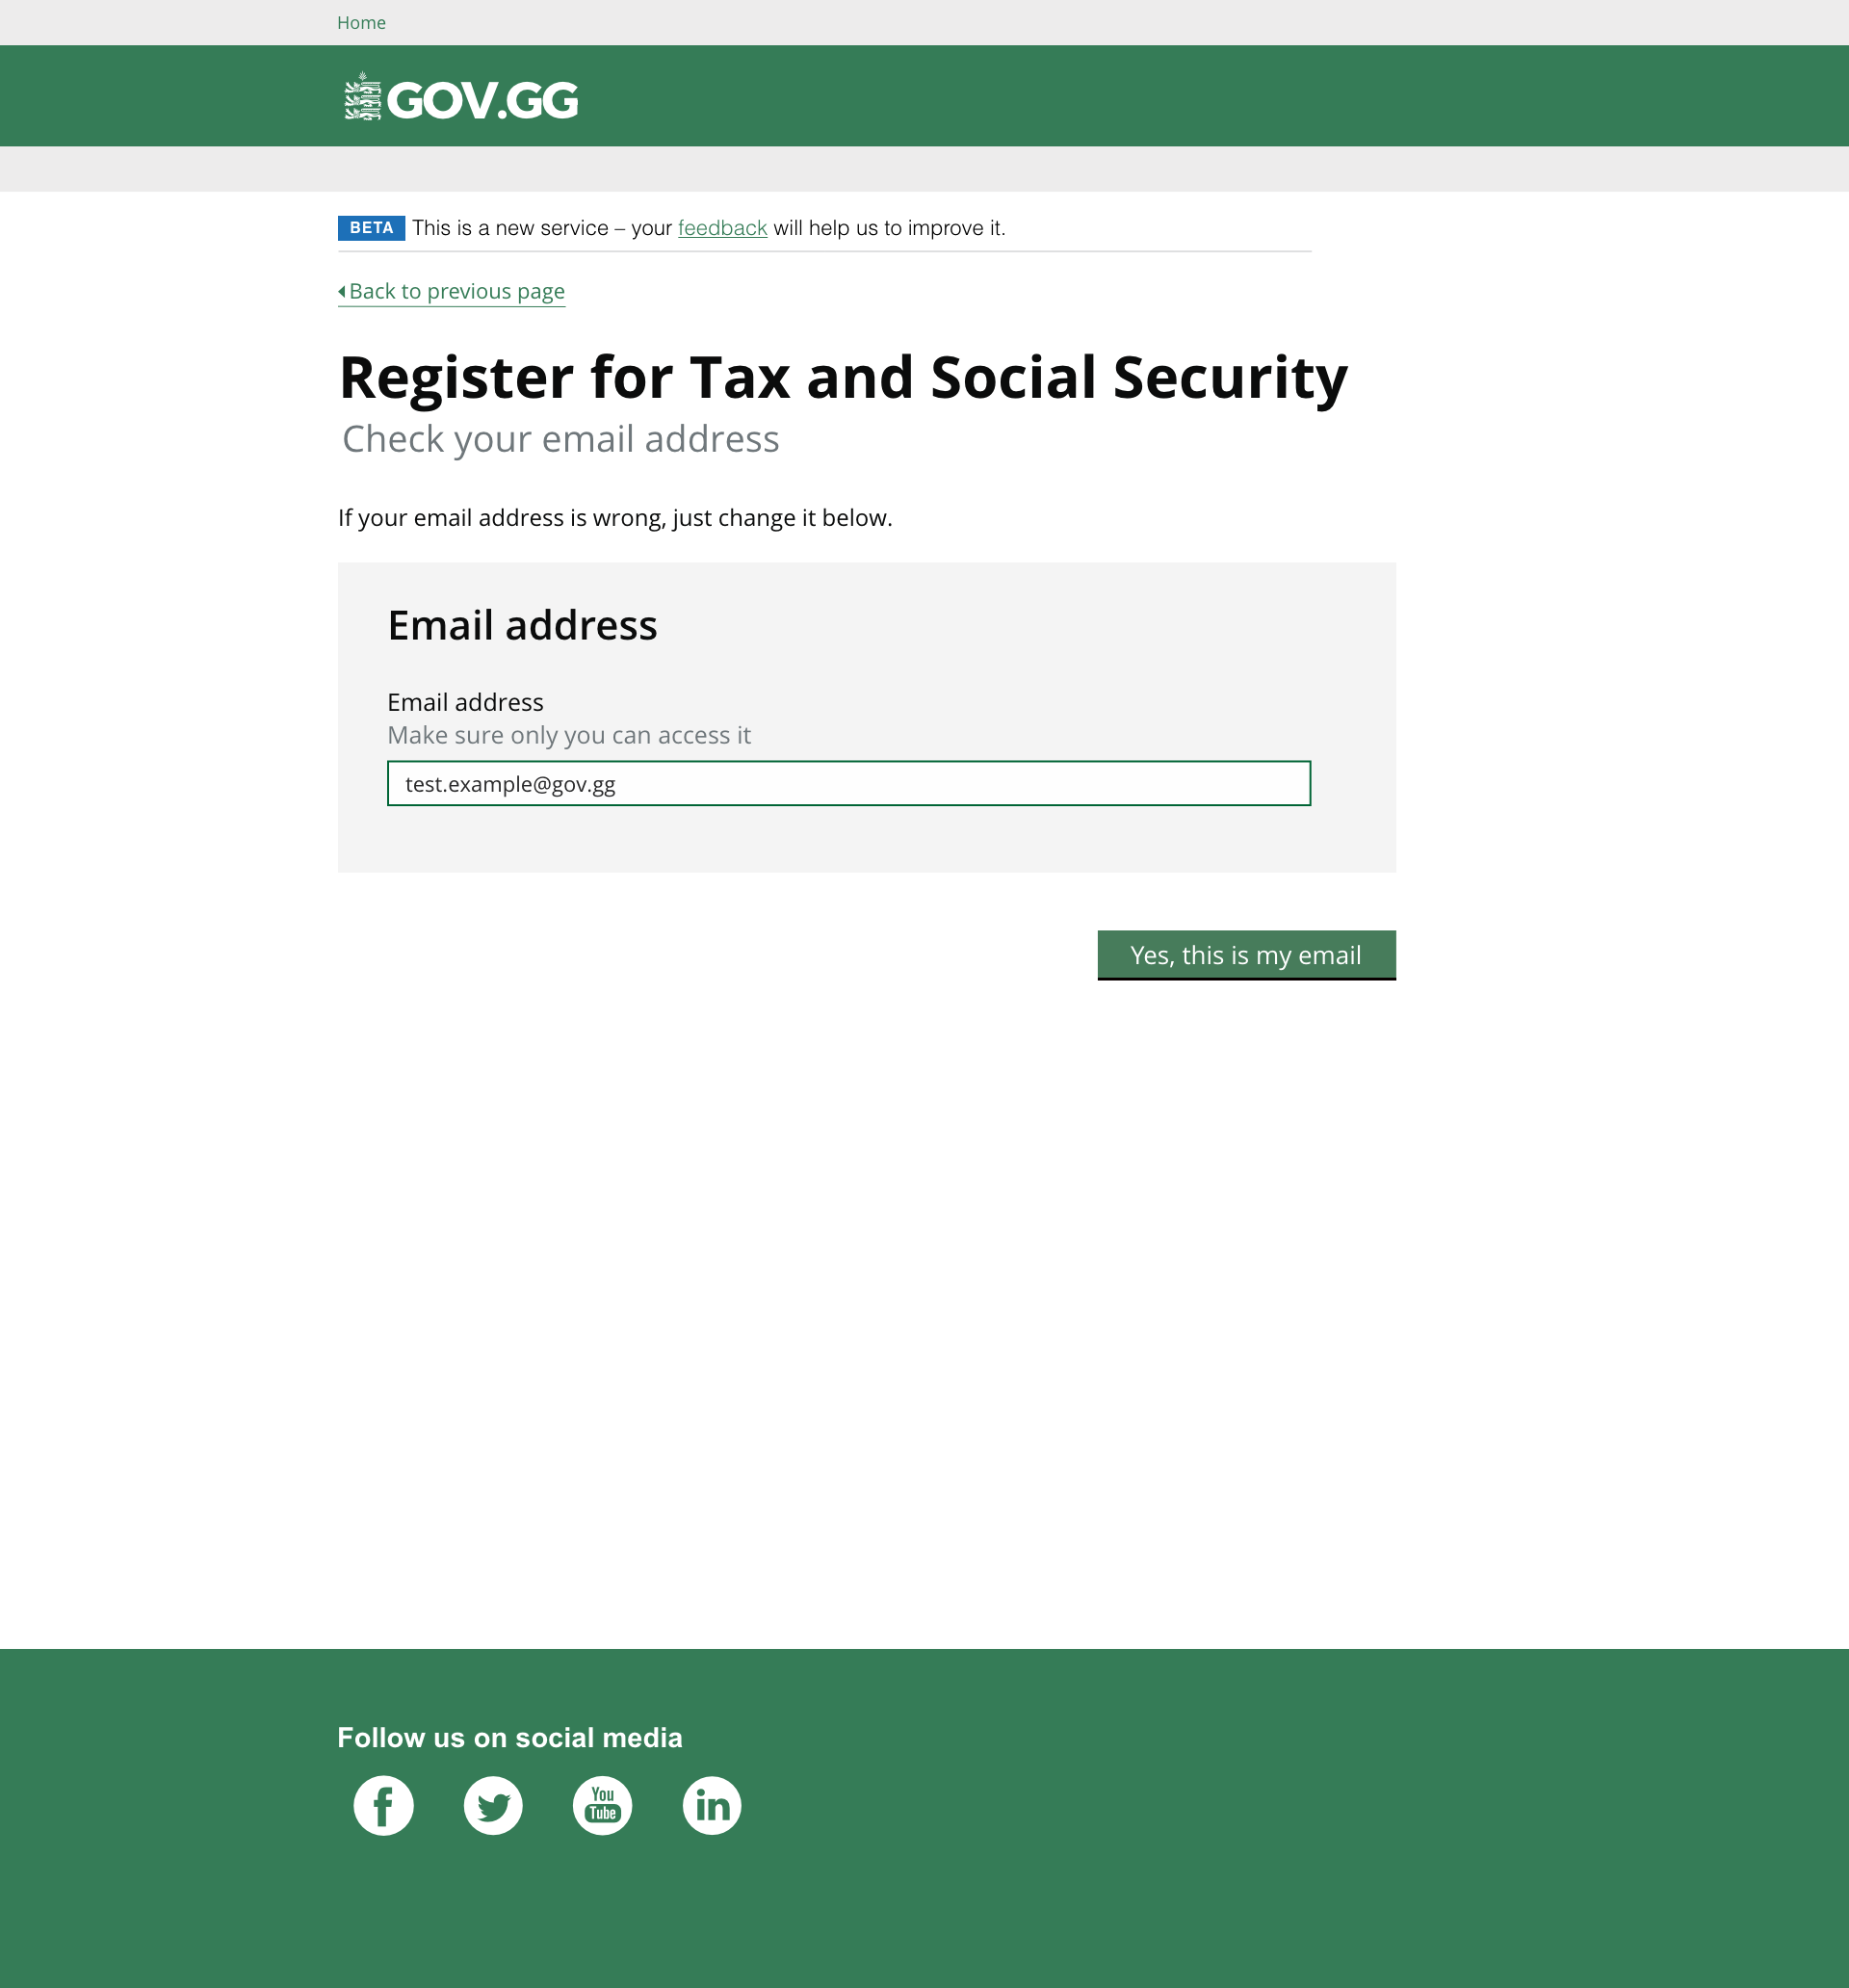 Home
GOV.GG
BETA This is a new service – your feedback will help us to improve it.
Back to previous page
Register for Tax and Social Security
Check your email address
If your email address is wrong, just change it below.
Email address
Email address
Make sure only you can access it
test.example@gov.gg
Yes, this is my email
Follow us on social media
f You Tube in